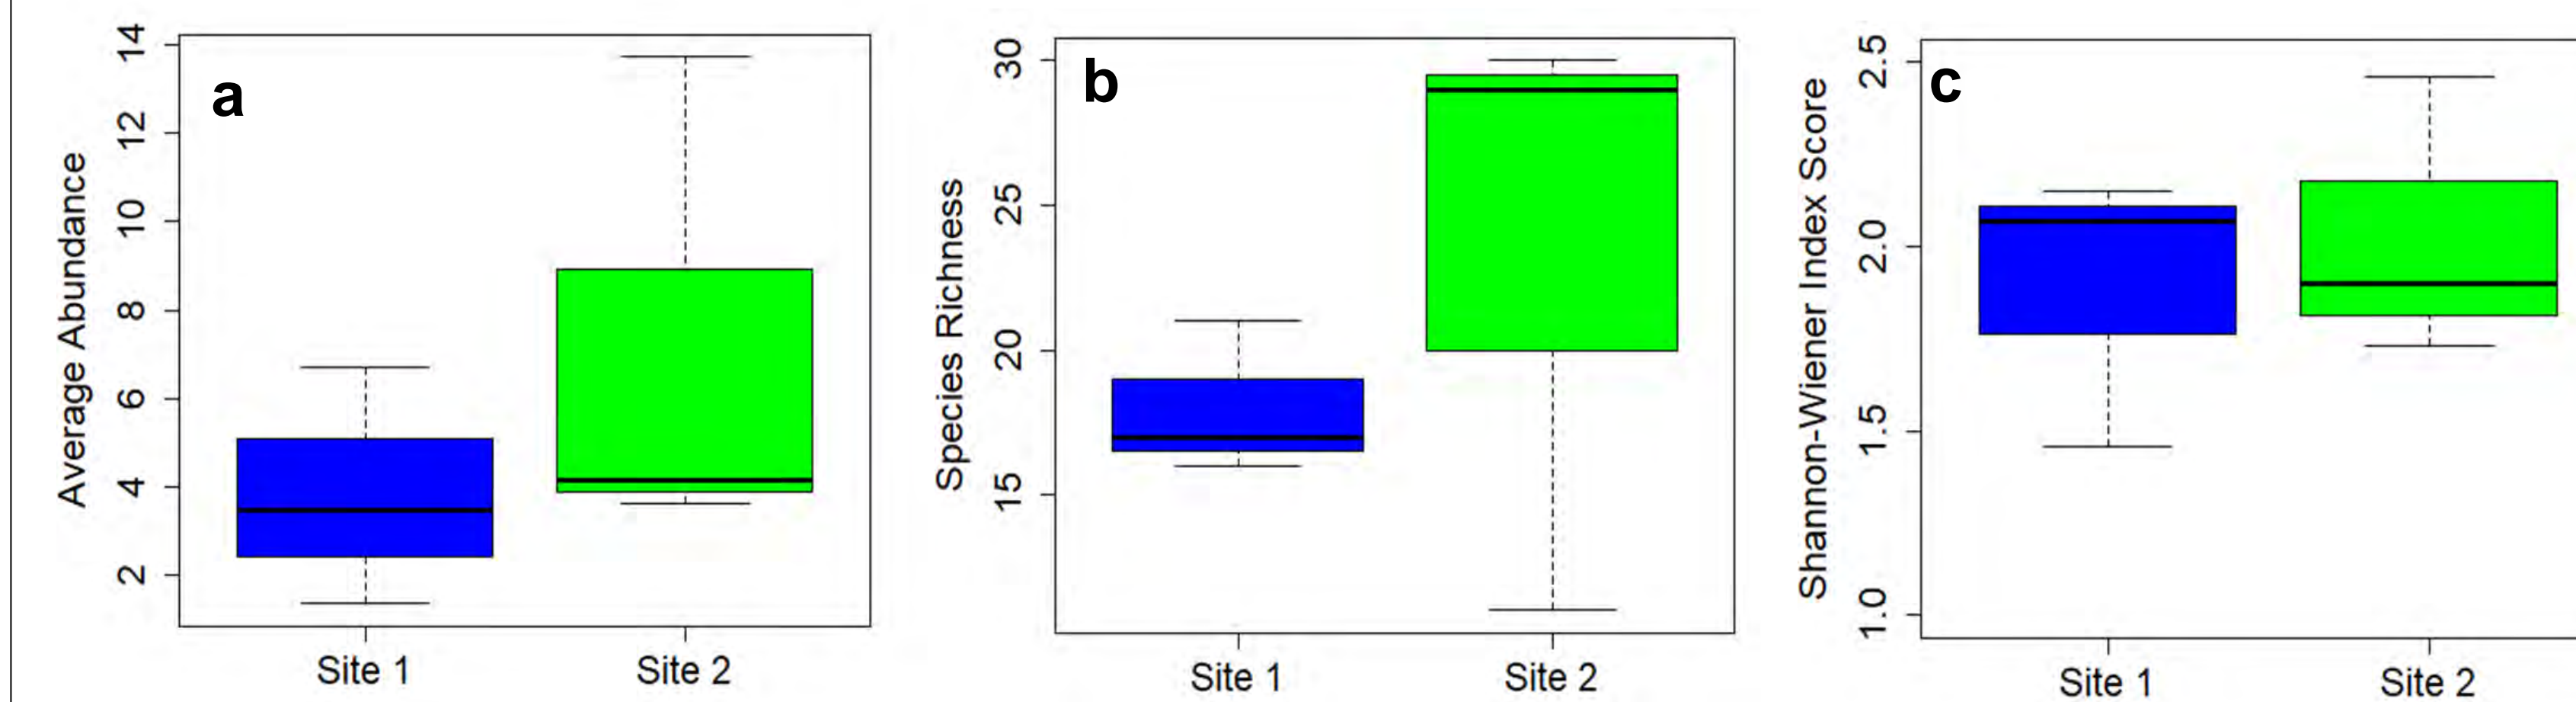 a
Average Abundance
14
12
10
8
6
4
2
Site 1
Site 2
b
Species Richness
30
25
20
15
Site 1
Site 2
c
Shannon-Wiener Index Score
2.5
2.0
1.5
1.0
Site 1
Site 2